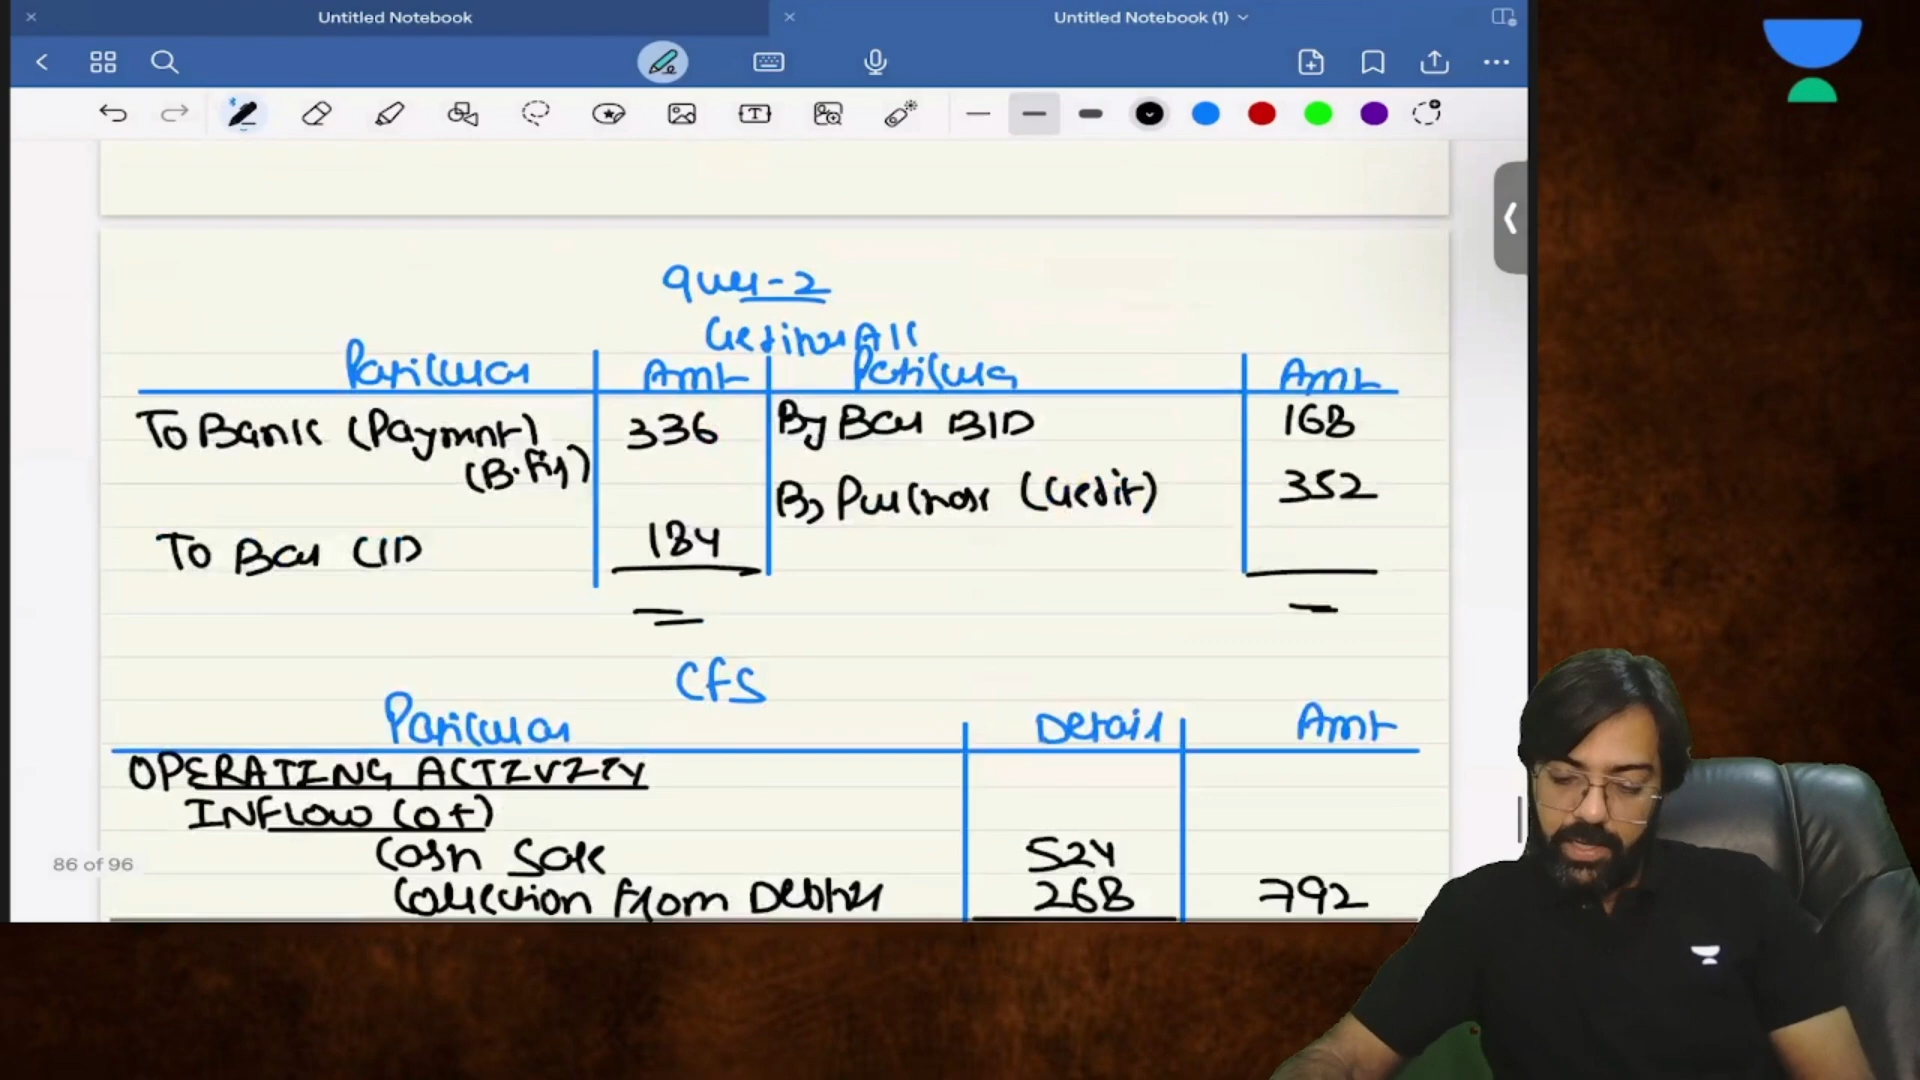 Untitled Notebook
Untitled Notebook (1)
Ques-2
Creditors A/c
Particular Amt Particular Amt
To Bank (Payment) 336 By Bal B/D 168
(B.fig)
By Purchase (Credit) 352
To Bal C/D 184
CFS
Particular Detail Amt
OPERATING ACTIVITY
INFLOW (Of)
Cash Sale 524
86 of 96
Collection From Debtors 268 792